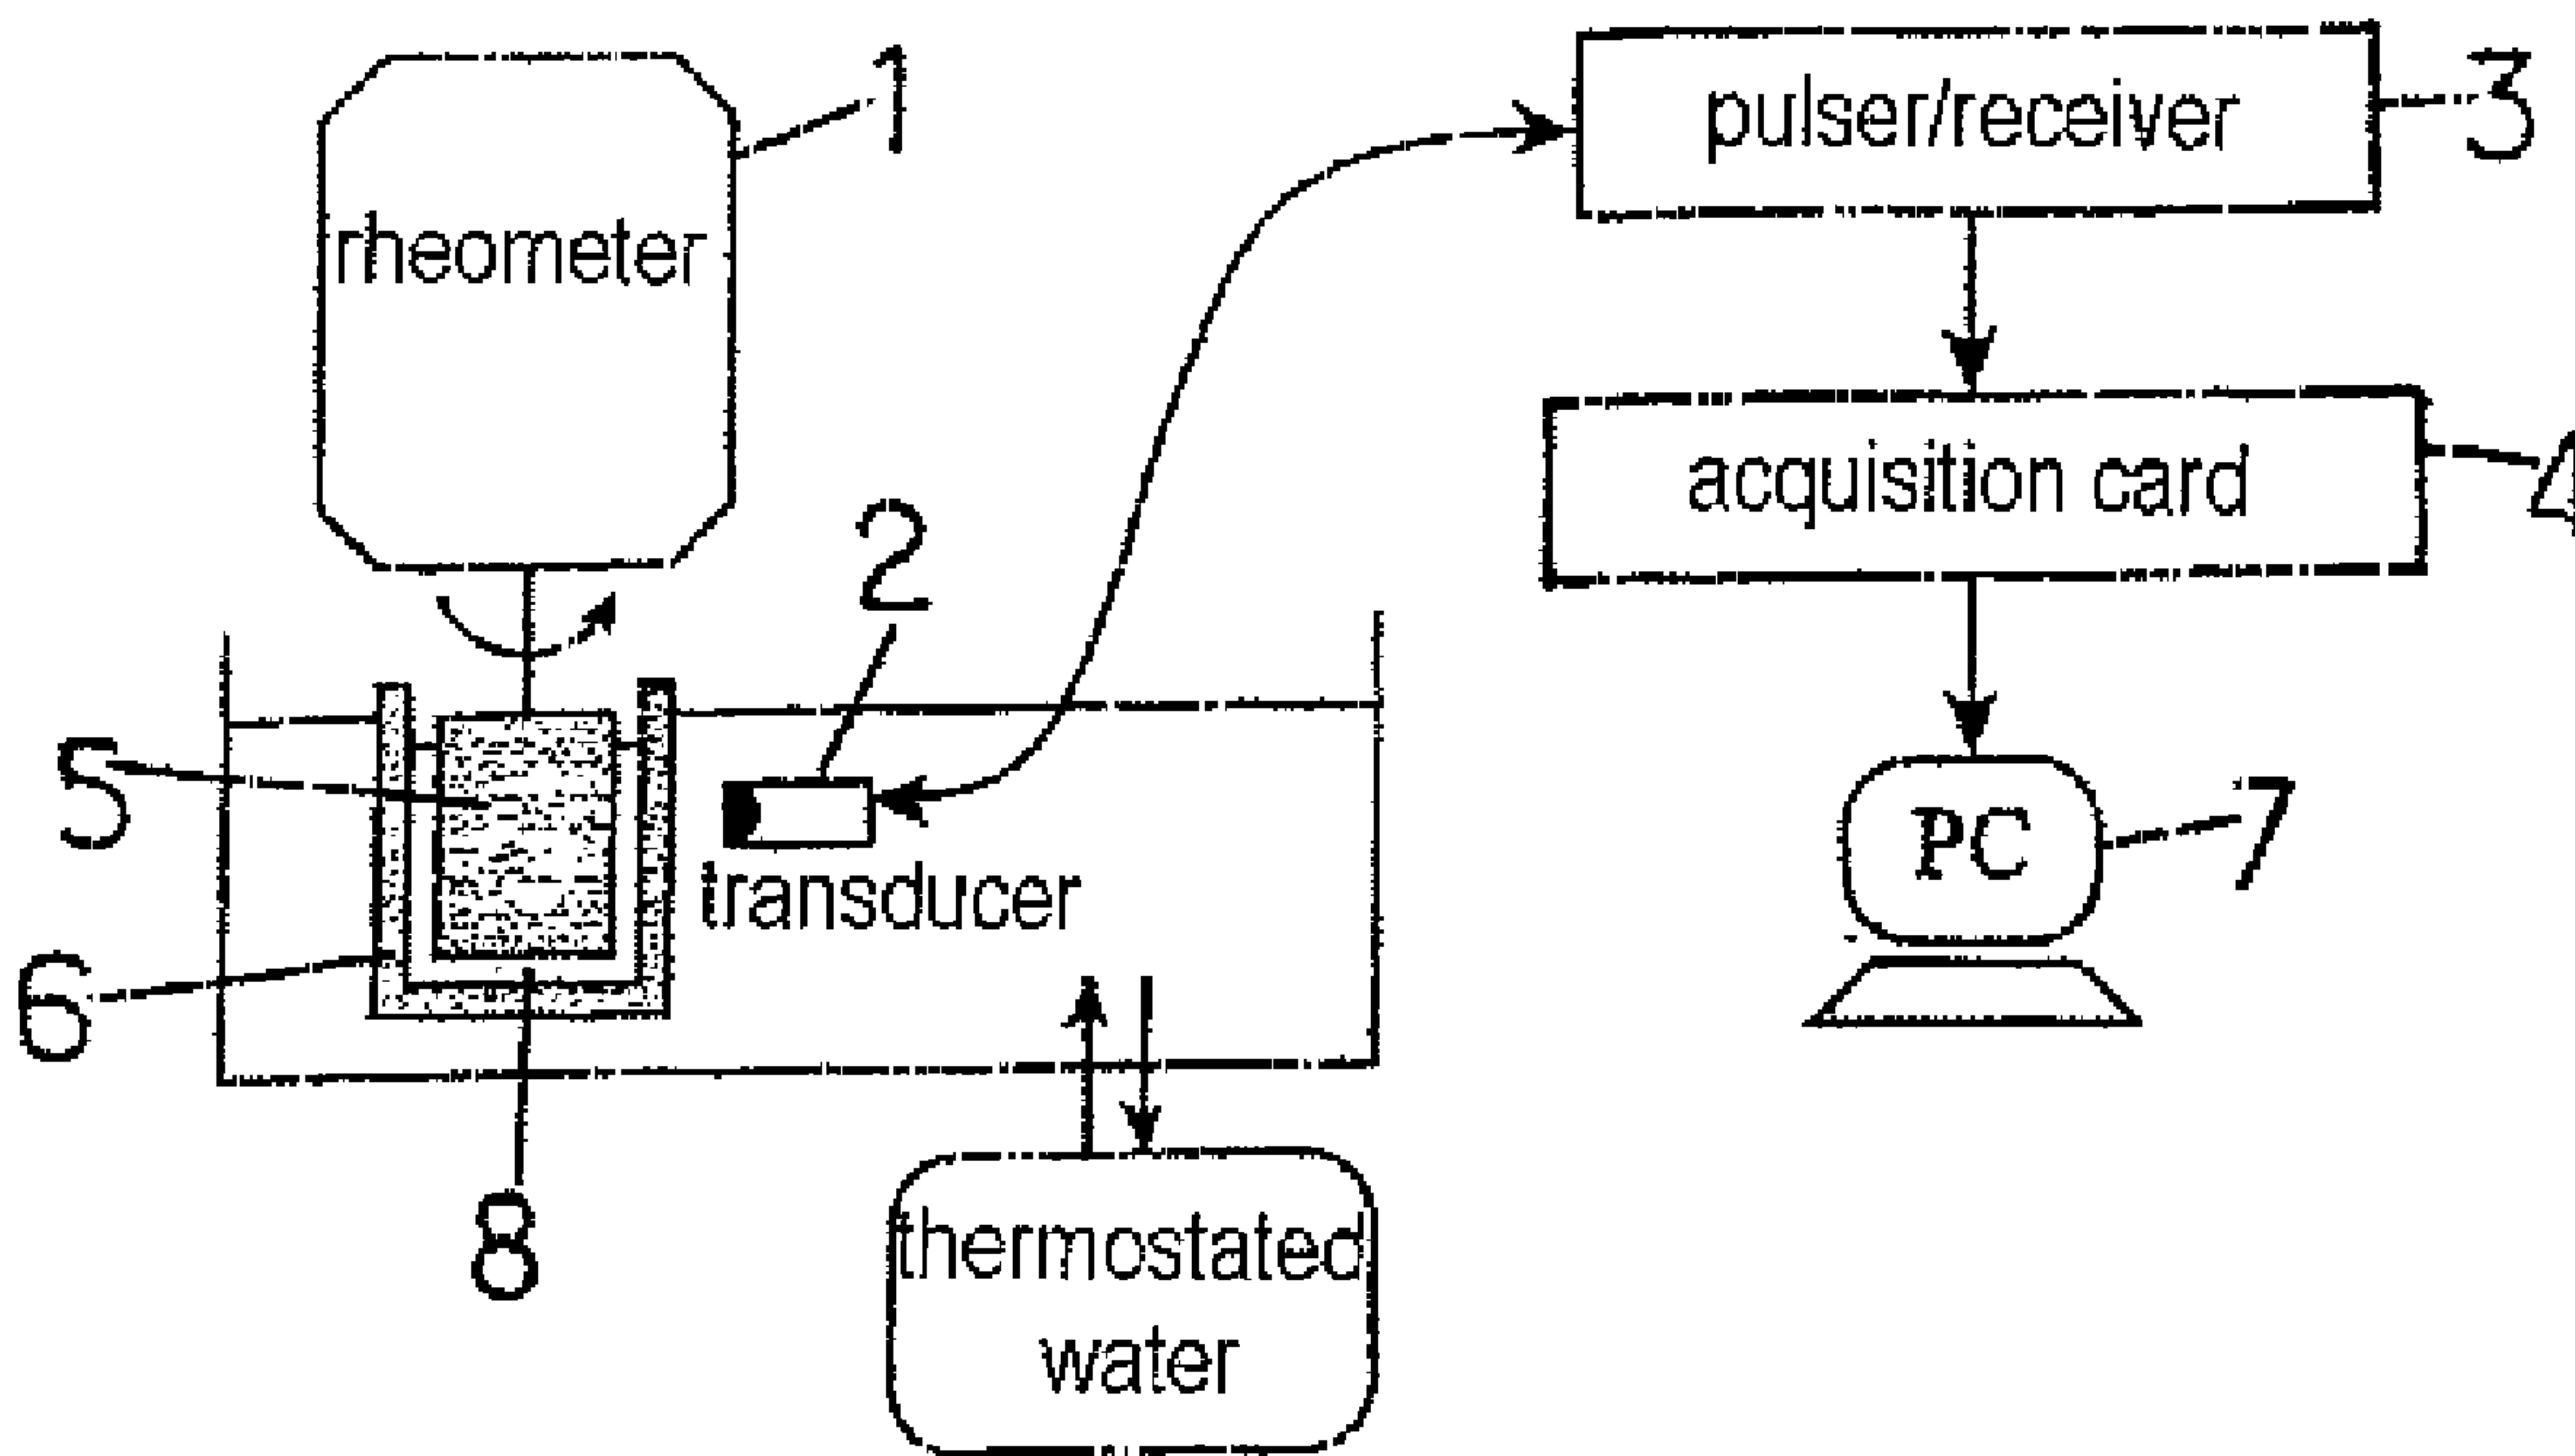 1
rheometer
pulser/receiver
3
acquisition card
4
2
5
transducer
PC
7
6
8
thermostated
water